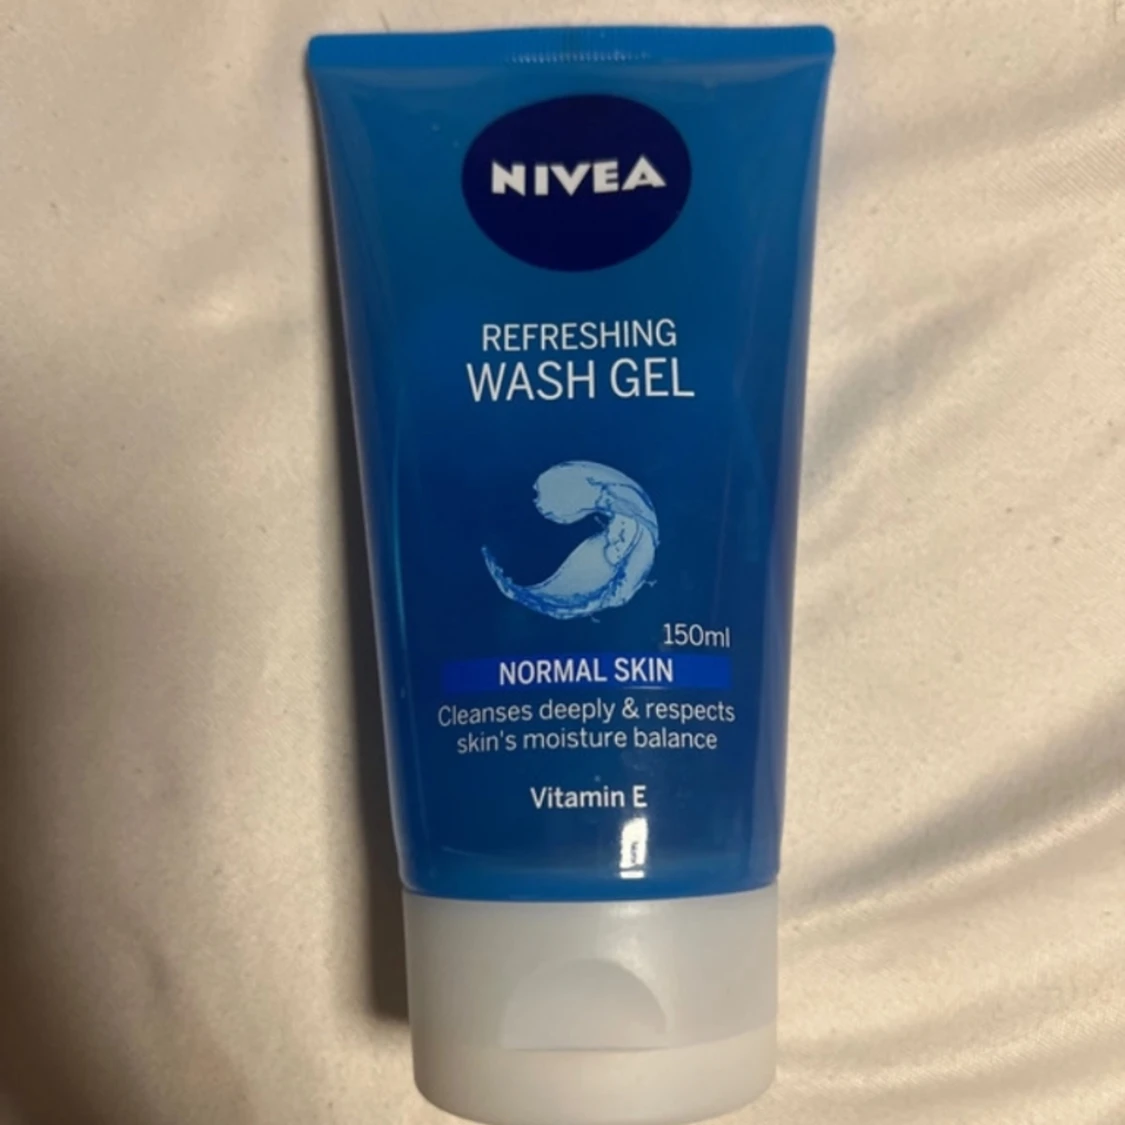 NIVEA
REFRESHING
WASH GEL
150ml
NORMAL SKIN
Cleanses deeply & respects
skin's moisture balance
Vitamin E